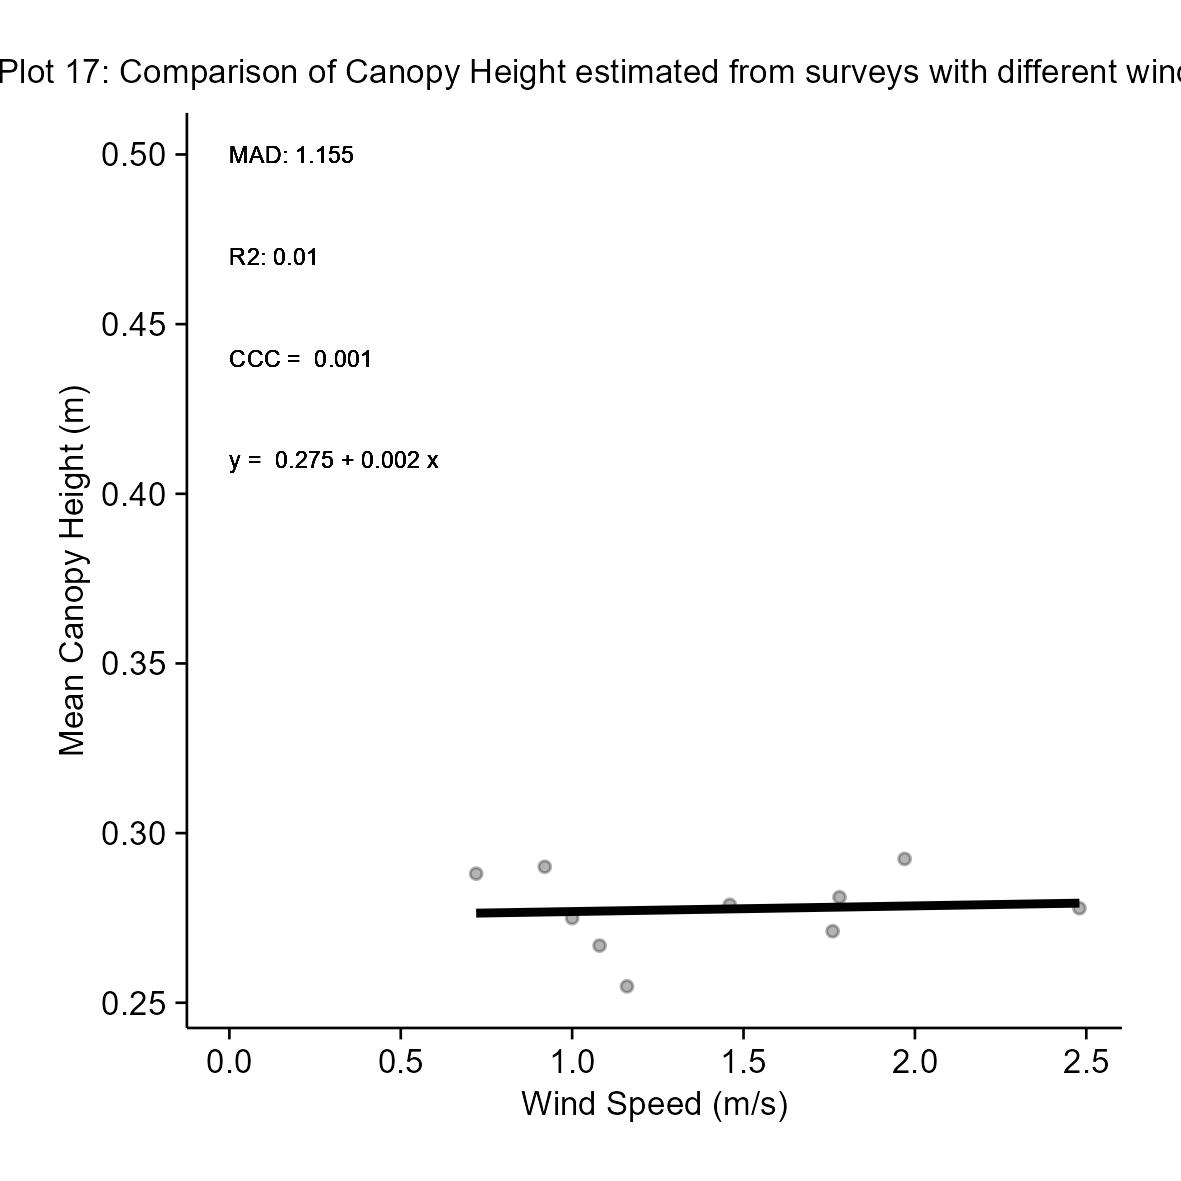 Plot 17: Comparison of Canopy Height estimated from surveys with different
0.50
MAD: 1.155
R2: 0.01
0.45
CCC = 0.001
y = 0.275 + 0.002 x
0.40
Mean Canopy Height (m)
0.35
0.30
0.25
0.0 0.5 1.0 1.5 2.0 2.5
Wind Speed (m/s)